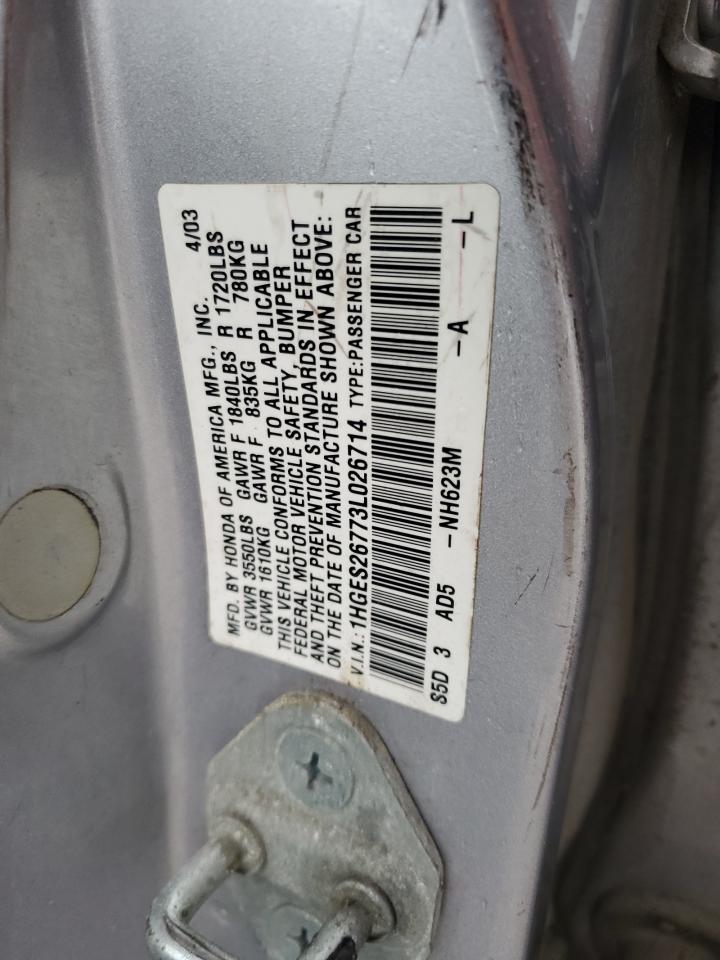 MFD. BY HONDA OF AMERICA MFG., INC. 4/03
GVWR 3550LBS GAWR F 1840LBS R 1720LBS
GVWR 1610KG GAWR F 835KG R 780KG
THIS VEHICLE CONFORMS TO ALL APPLICABLE
FEDERAL MOTOR VEHICLE SAFETY, BUMPER
AND THEFT PREVENTION STANDARDS IN EFFECT
ON THE DATE OF MANUFACTURE SHOWN ABOVE:
V.I.N.: 1HGES26773L026714 TYPE:PASSENGER CAR
S5D 3 AD5 -NH623M -A -L